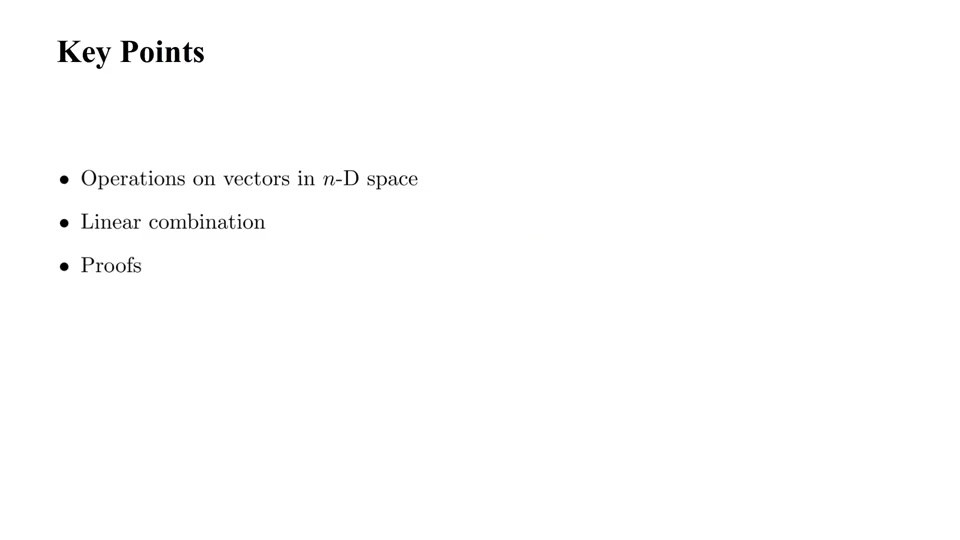 Key Points
• Operations on vectors in n-D space
• Linear combination
• Proofs